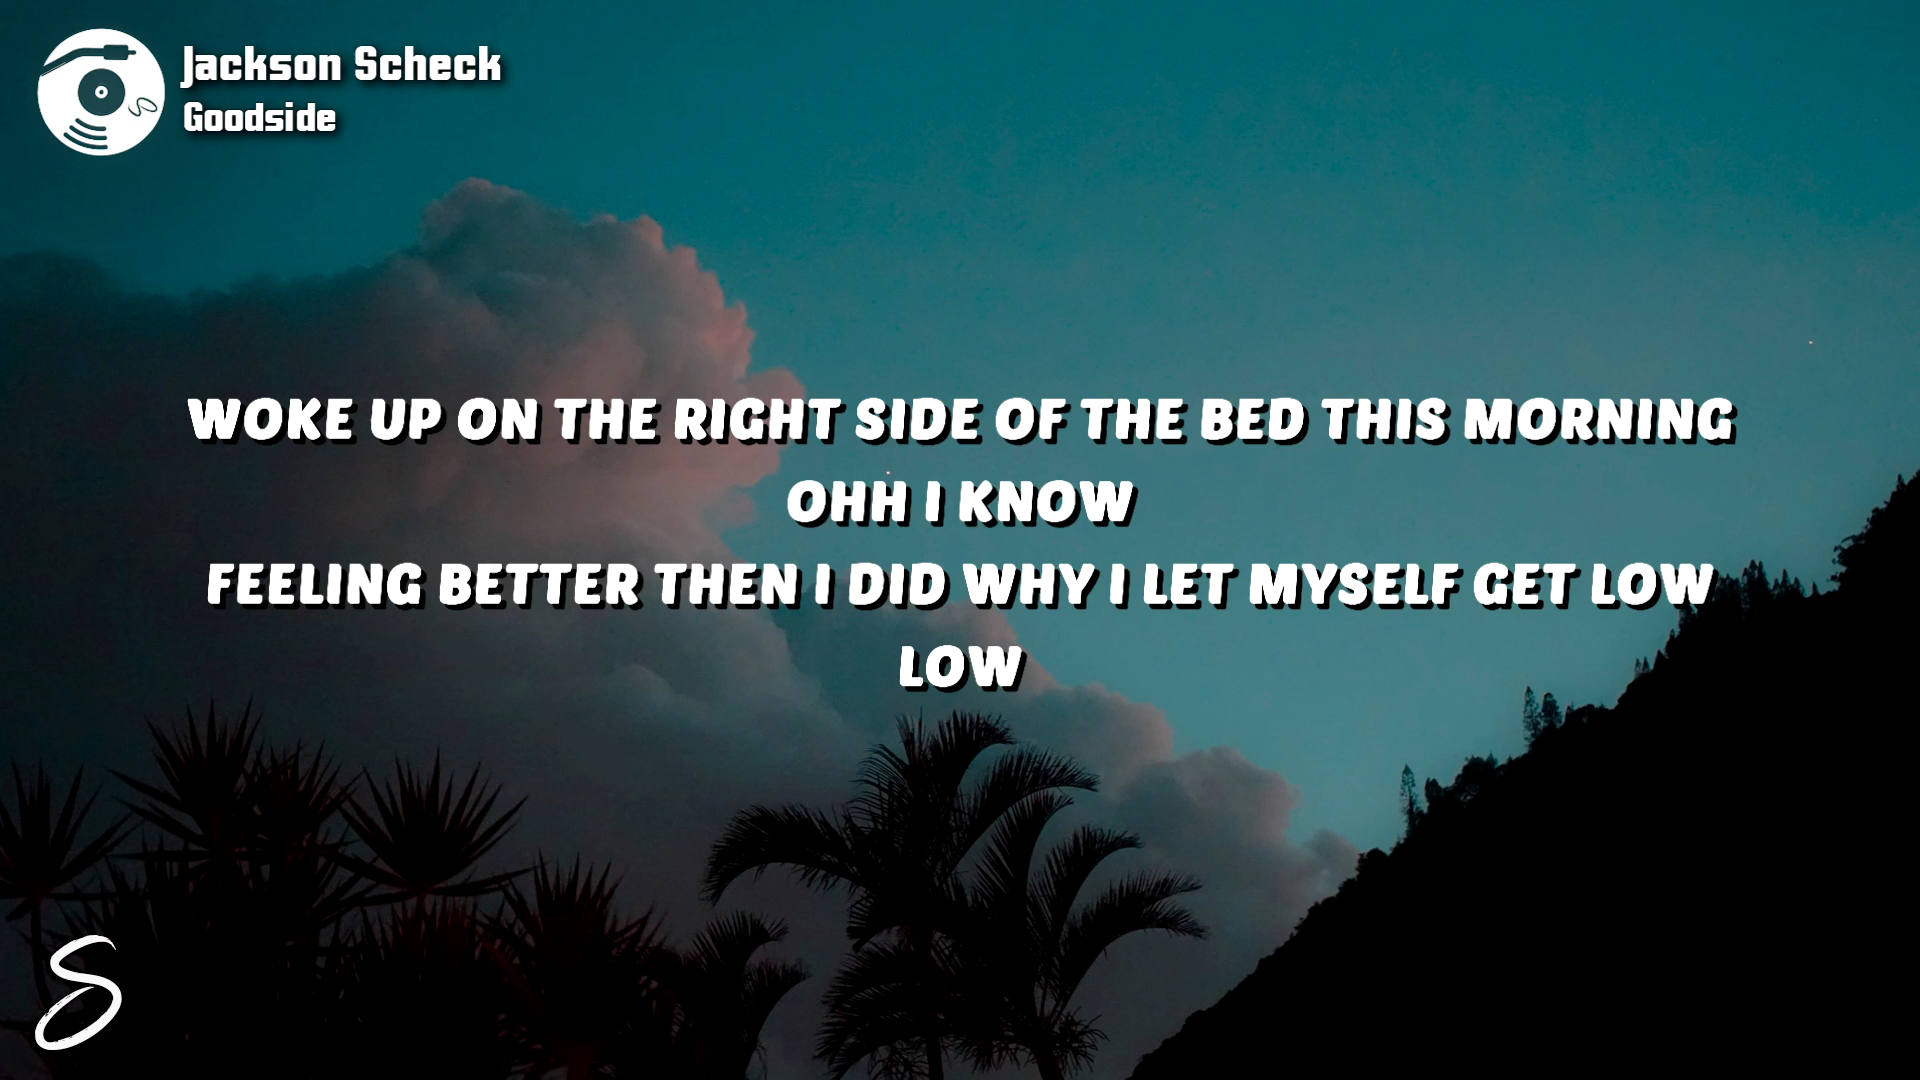 Jackson Scheck
Goodside
WOKE UP ON THE RIGHT SIDE OF THE BED THIS MORNING
OHH I KNOW
FEELING BETTER THEN I DID WHY I LET MYSELF GET LOW
LOW
S